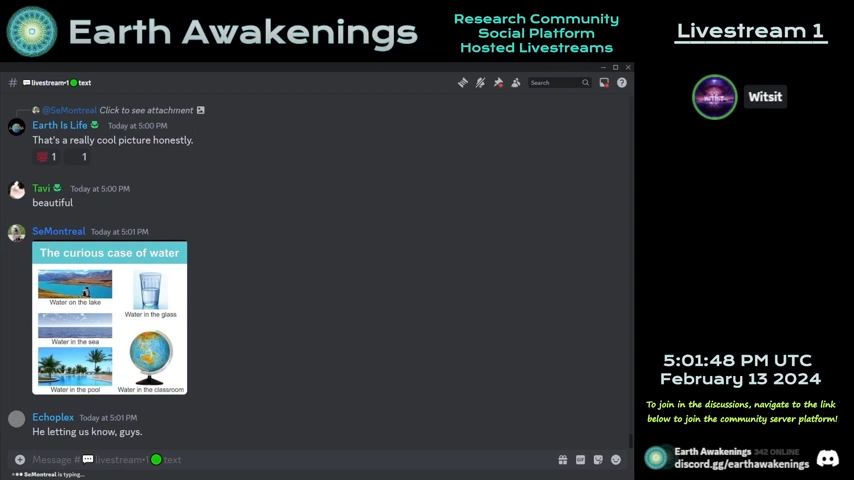 Earth Awakenings
Research Community
Social Platform
Hosted Livestreams
Livestream 1
# livestream•1 text
Search
@SeMontreal Click to see attachment
Earth Is Life Today at 5:00 PM
That's a really cool picture honestly.
1 1
Tavi Today at 5:00 PM
beautiful
SeMontreal Today at 5:01 PM
The curious case of water
Water on the lake
Water in the glass
Water in the sea
Water in the pool
Water in the classroom
Echoplex Today at 5:01 PM
He letting us know, guys.
Message # livestream•1 text
SeMontreal is typing...
WITSIT
Witsit
5:01:48 PM UTC
February 13 2024
To join in the discussions, navigate to the link
below to join the community server platform!
Earth Awakenings 342 ONLINE
discord.gg/earthawakenings